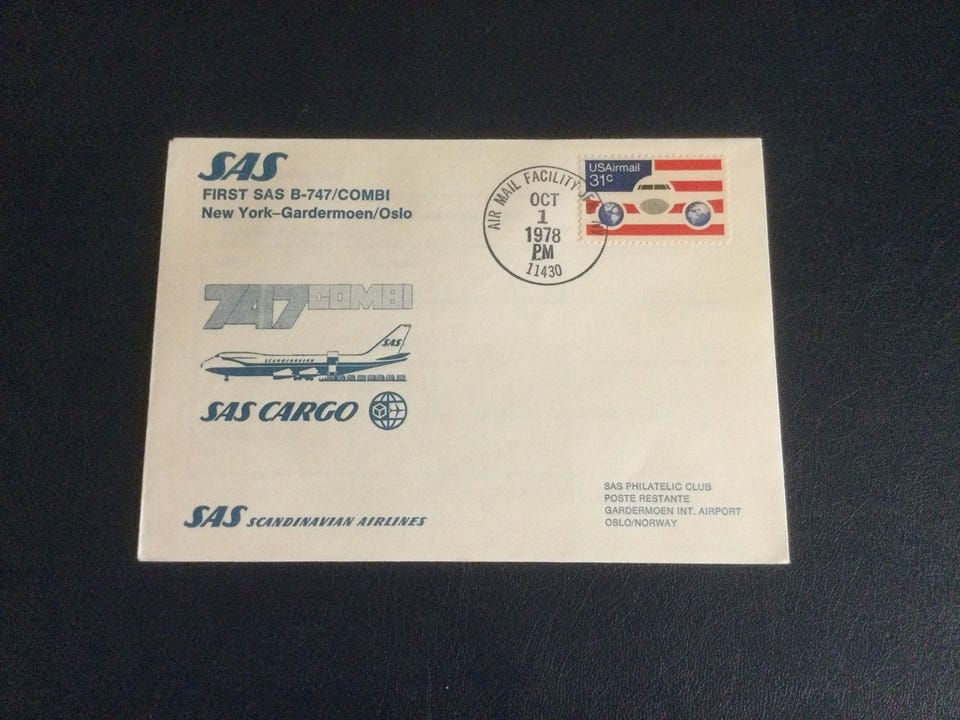 SAS
FIRST SAS B-747/COMBI
New York–Gardermoen/Oslo
AIR MAIL FACILITY JF NY
OCT
1
1978
PM
11430
USAirmail
31c
747 COMBI
SAS
SCANDINAVIAN
SAS CARGO
SAS SCANDINAVIAN AIRLINES
SAS PHILATELIC CLUB
POSTE RESTANTE
GARDERMOEN INT. AIRPORT
OSLO/NORWAY